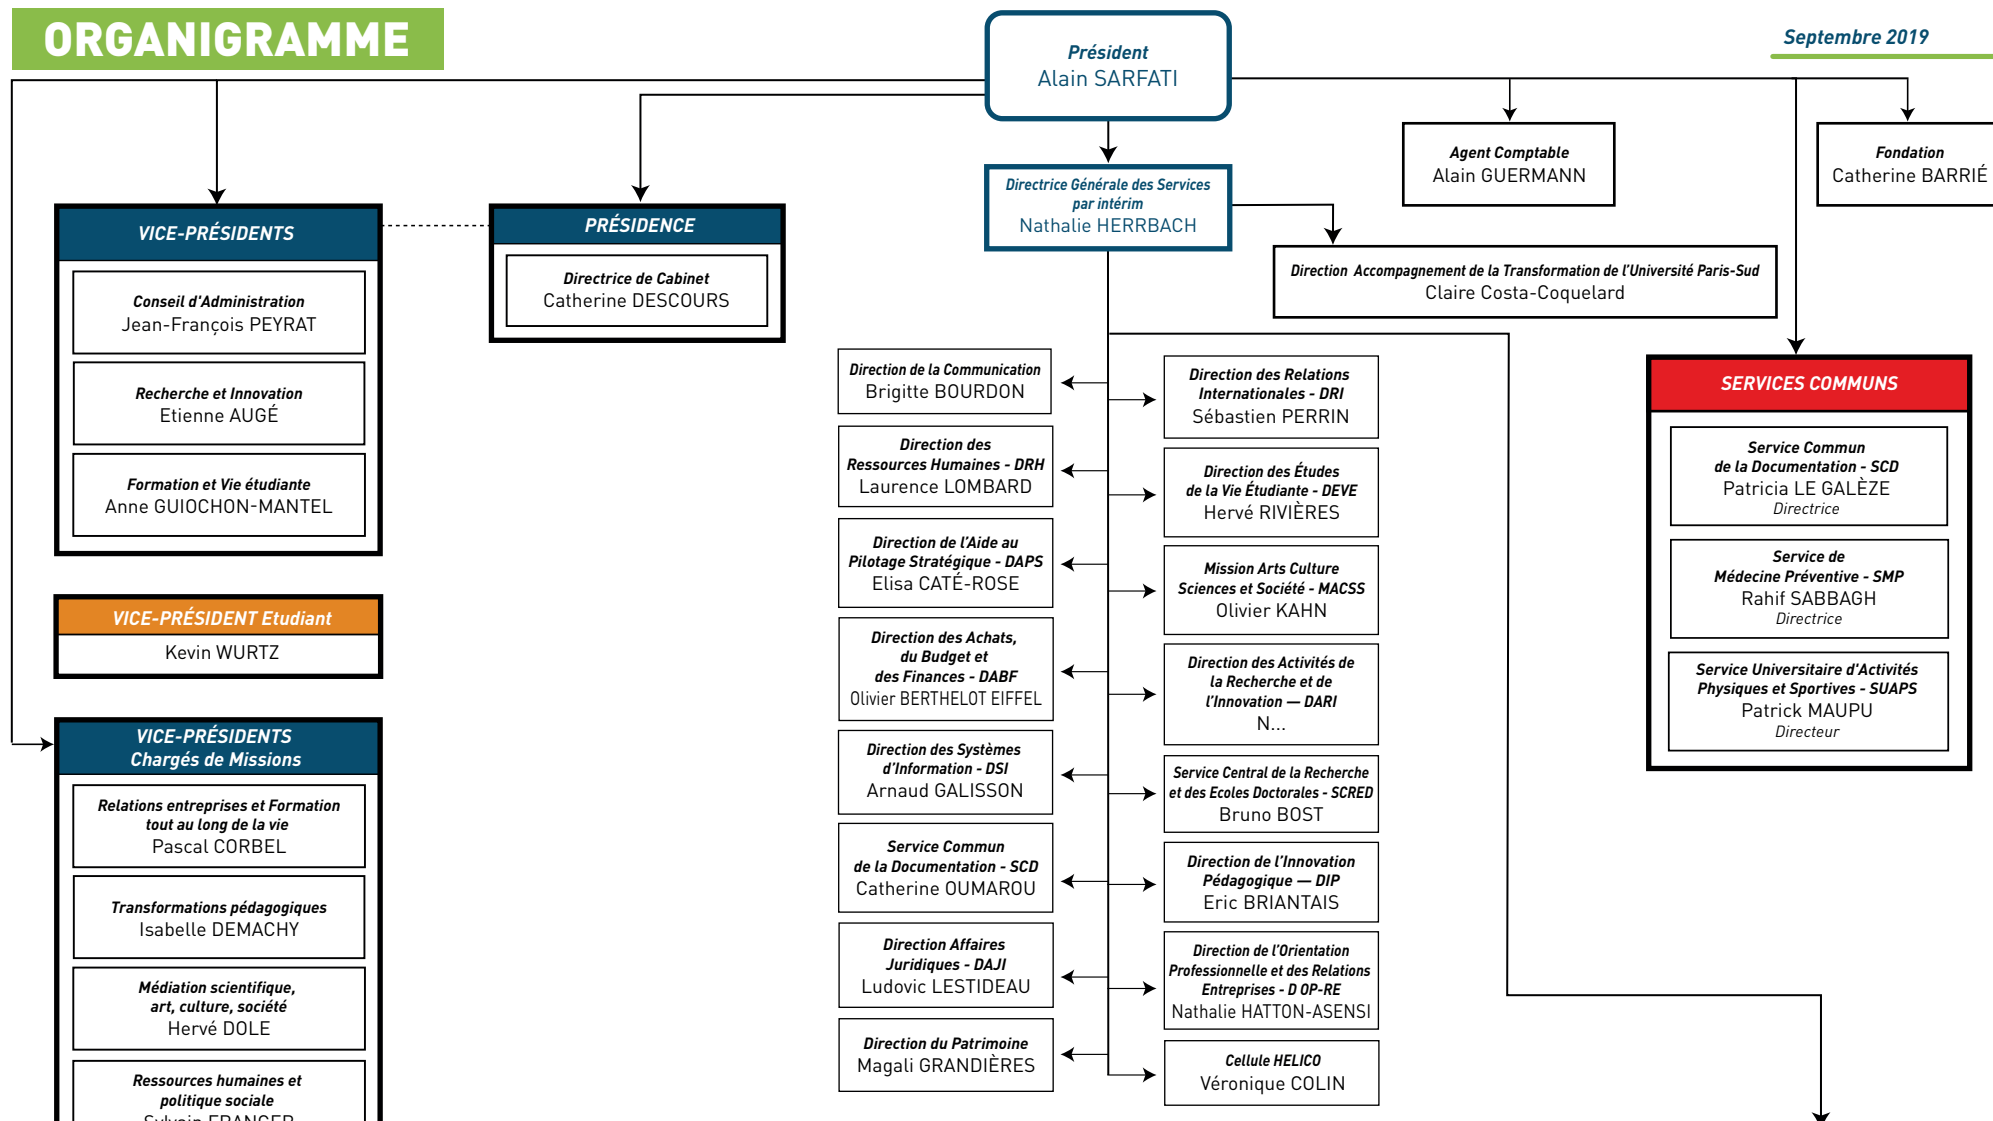 ORGANIGRAMME
Septembre 2019
Président
Alain SARFATI
Agent Comptable
Alain GUERMANN
Fondation
Catherine BARRIÉ
Directrice Générale des Services
par intérim
Nathalie HERRBACH
Direction Accompagnement de la Transformation de l'Université Paris-Sud
Claire Costa-Coquelard
VICE-PRÉSIDENTS
Conseil d'Administration
Jean-François PEYRAT
Recherche et Innovation
Etienne AUGÉ
Formation et Vie étudiante
Anne GUIOCHON-MANTEL
PRÉSIDENCE
Directrice de Cabinet
Catherine DESCOURS
VICE-PRÉSIDENT Etudiant
Kevin WURTZ
VICE-PRÉSIDENTS
Chargés de Missions
Relations entreprises et Formation
tout au long de la vie
Pascal CORBEL
Transformations pédagogiques
Isabelle DEMACHY
Médiation scientifique,
art, culture, société
Hervé DOLE
Ressources humaines et
politique sociale
Direction de la Communication
Brigitte BOURDON
Direction des
Ressources Humaines - DRH
Laurence LOMBARD
Direction de l'Aide au
Pilotage Stratégique - DAPS
Elisa CATÉ-ROSE
Direction des Achats,
du Budget et
des Finances - DABF
Olivier BERTHELOT EIFFEL
Direction des Systèmes
d'Information - DSI
Arnaud GALISSON
Service Commun
de la Documentation - SCD
Catherine OUMAROU
Direction Affaires
Juridiques - DAJI
Ludovic LESTIDEAU
Direction du Patrimoine
Magali GRANDIÈRES
Direction des Relations
Internationales - DRI
Sébastien PERRIN
Direction des Études
de la Vie Étudiante - DEVE
Hervé RIVIÈRES
Mission Arts Culture
Sciences et Société - MACSS
Olivier KAHN
Direction des Activités de
la Recherche et de
l'Innovation — DARI
N...
Service Central de la Recherche
et des Ecoles Doctorales - SCRED
Bruno BOST
Direction de l'Innovation
Pédagogique — DIP
Eric BRIANTAIS
Direction de l'Orientation
Professionnelle et des Relations
Entreprises - D OP-RE
Nathalie HATTON-ASENSI
Cellule HELICO
Véronique COLIN
SERVICES COMMUNS
Service Commun
de la Documentation - SCD
Patricia LE GALÈZE
Directrice
Service de
Médecine Préventive - SMP
Rahif SABBAGH
Directrice
Service Universitaire d'Activités
Physiques et Sportives - SUAPS
Patrick MAUPU
Directeur